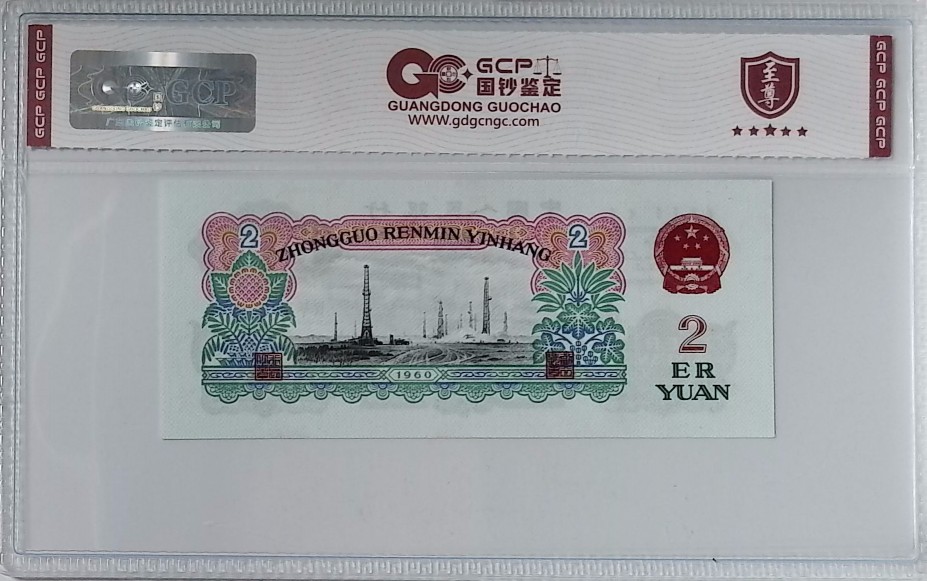 GCP GCP GCP
GCP
GCP
国钞鉴定
GUANGDONG GUOCHAO
www.gdgcngc.com
至尊
GCP GCP GCP
2
ZHONGGUO RENMIN YINHANG
2
1960
2
ER
YUAN